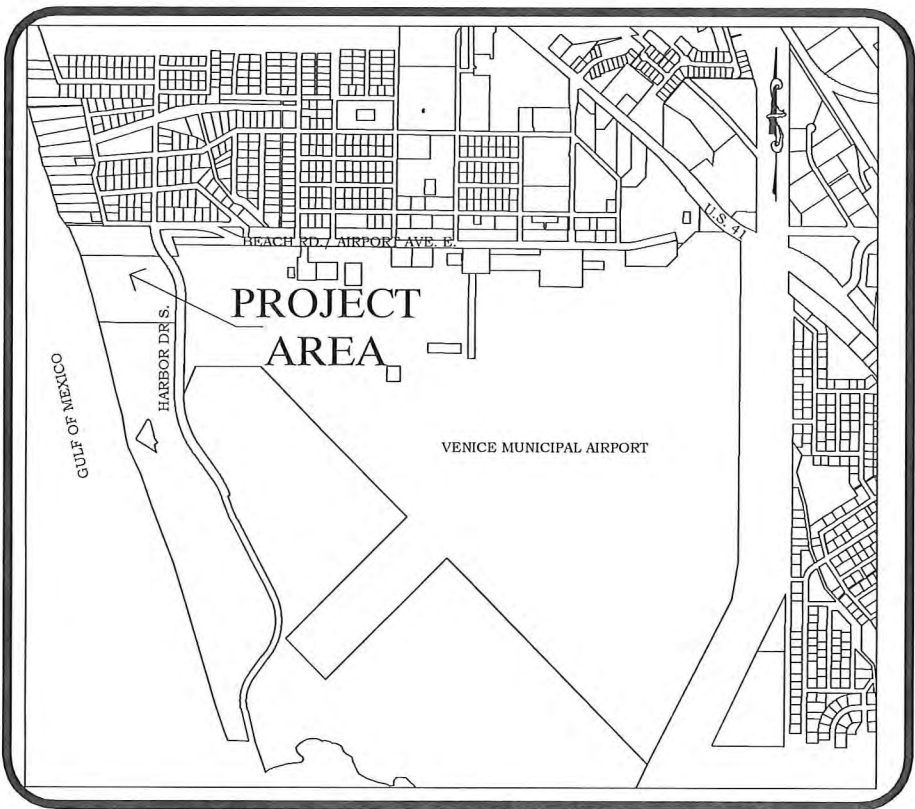 U.S. 41
BEACH RD. / AIRPORT AVE. E.
PROJECT
AREA
HARBOR DR S.
GULF OF MEXICO
VENICE MUNICIPAL AIRPORT